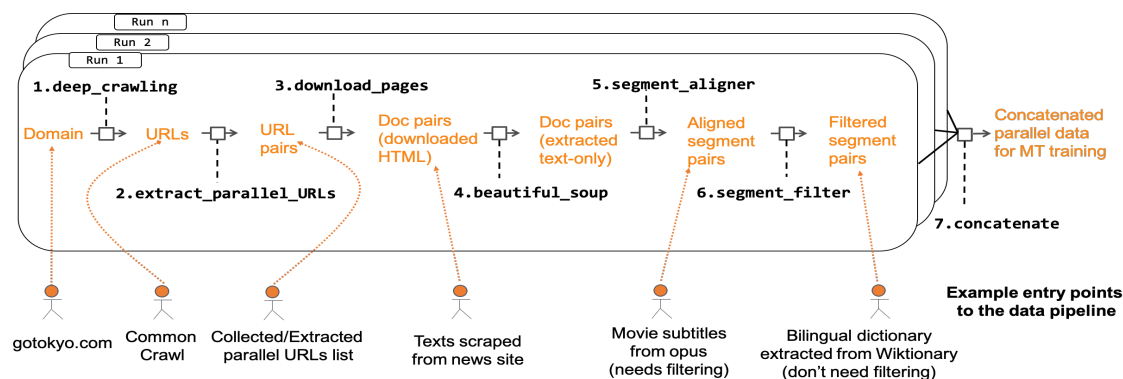 Run n
Run 2
Run 1
1.deep_crawling
3.download_pages
5.segment_aligner
Domain
URLs
URL
pairs
Doc pairs
(downloaded
HTML)
Doc pairs
(extracted
text-only)
Aligned
segment
pairs
Filtered
segment
pairs
Concatenated
parallel data
for MT training
2.extract_parallel_URLs
4.beautiful_soup
6.segment_filter
7.concatenate
gotokyo.com
Common
Crawl
Collected/Extracted
parallel URLs list
Texts scraped
from news site
Movie subtitles
from opus
(needs filtering)
Bilingual dictionary
extracted from Wiktionary
(don't need filtering)
Example entry points
to the data pipeline